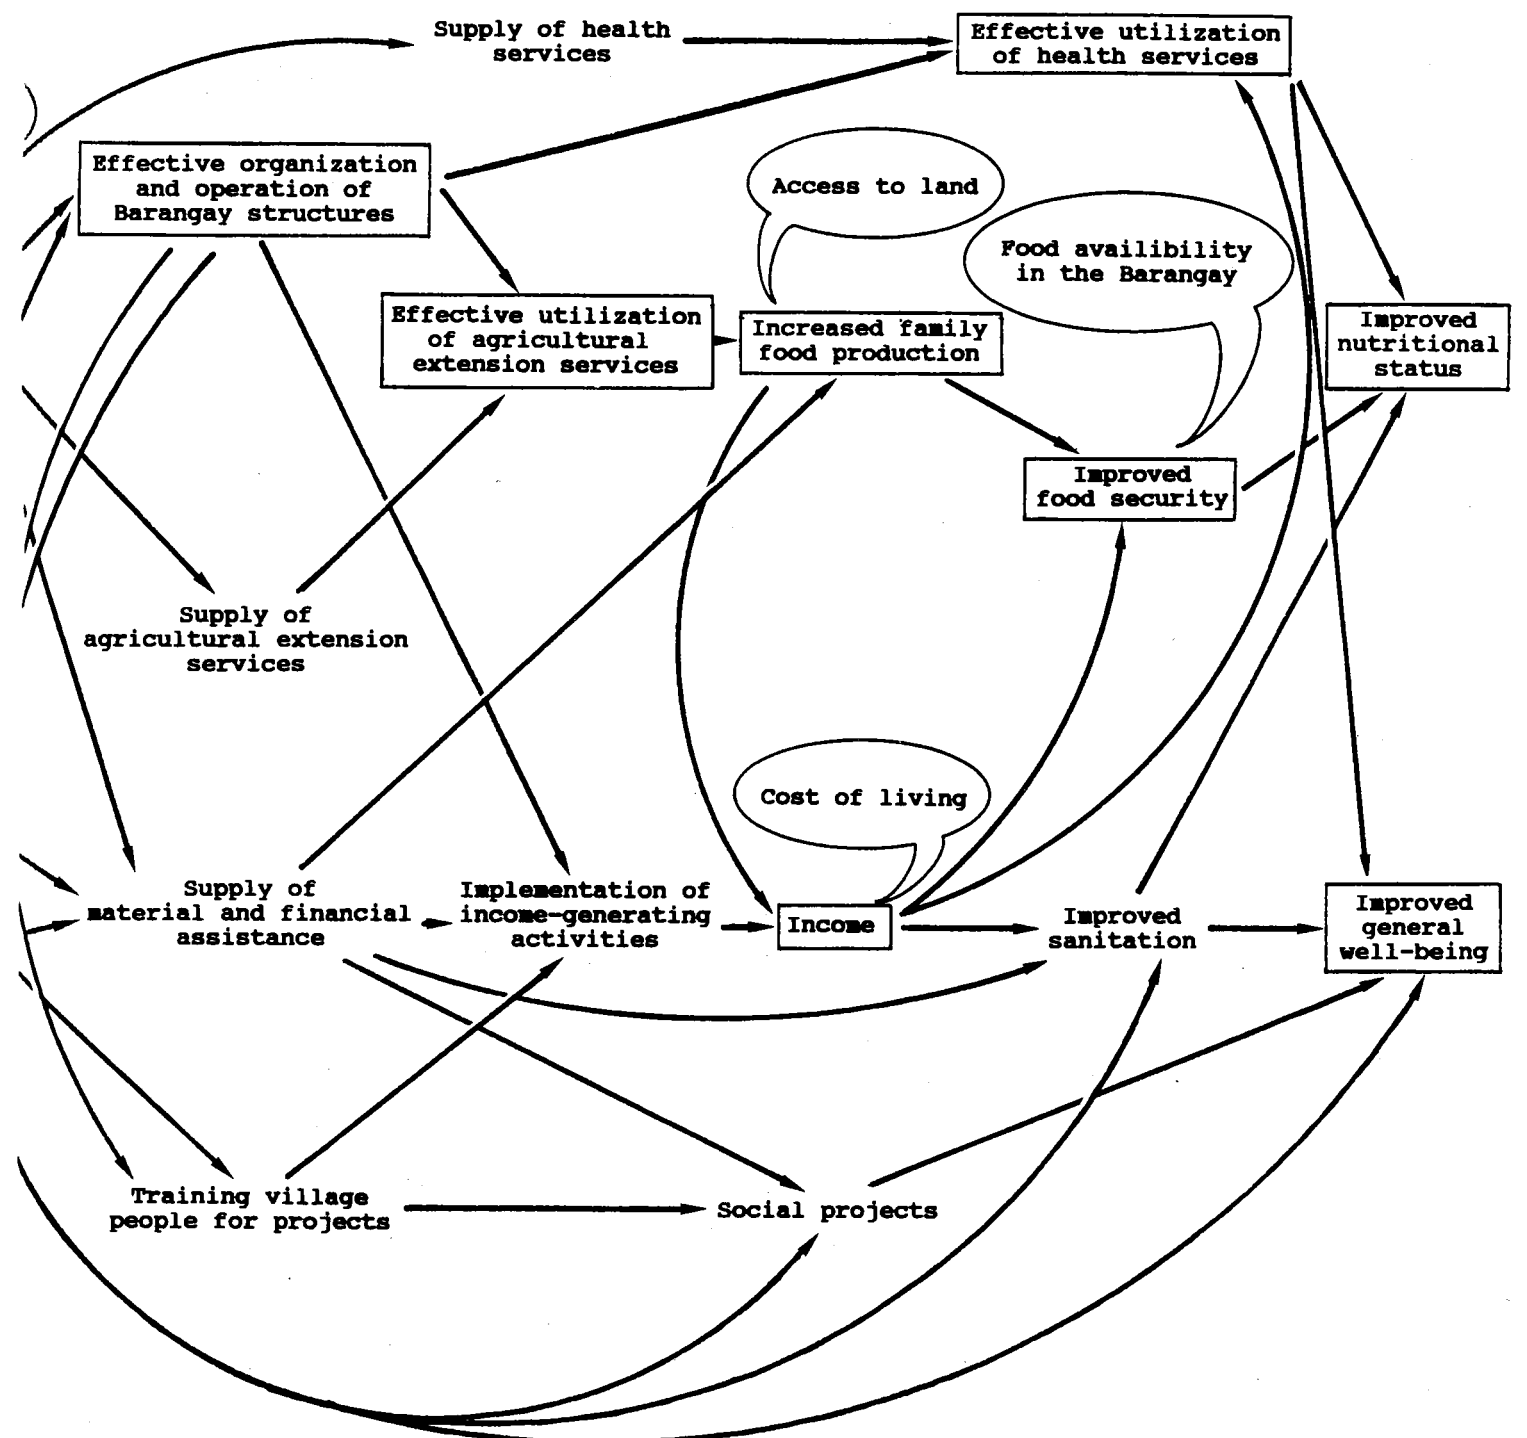 Supply of health
services
Effective utilization
of health services
Effective organization
and operation of
Barangay structures
Access to land
Food availibility
in the Barangay
Effective utilization
of agricultural
extension services
Increased family
food production
Improved
nutritional
status
Improved
food security
Supply of
agricultural extension
services
Cost of living
Supply of
material and financial
assistance
Implementation of
income-generating
activities
Income
Improved
sanitation
Improved
general
well-being
Training village
people for projects
Social projects